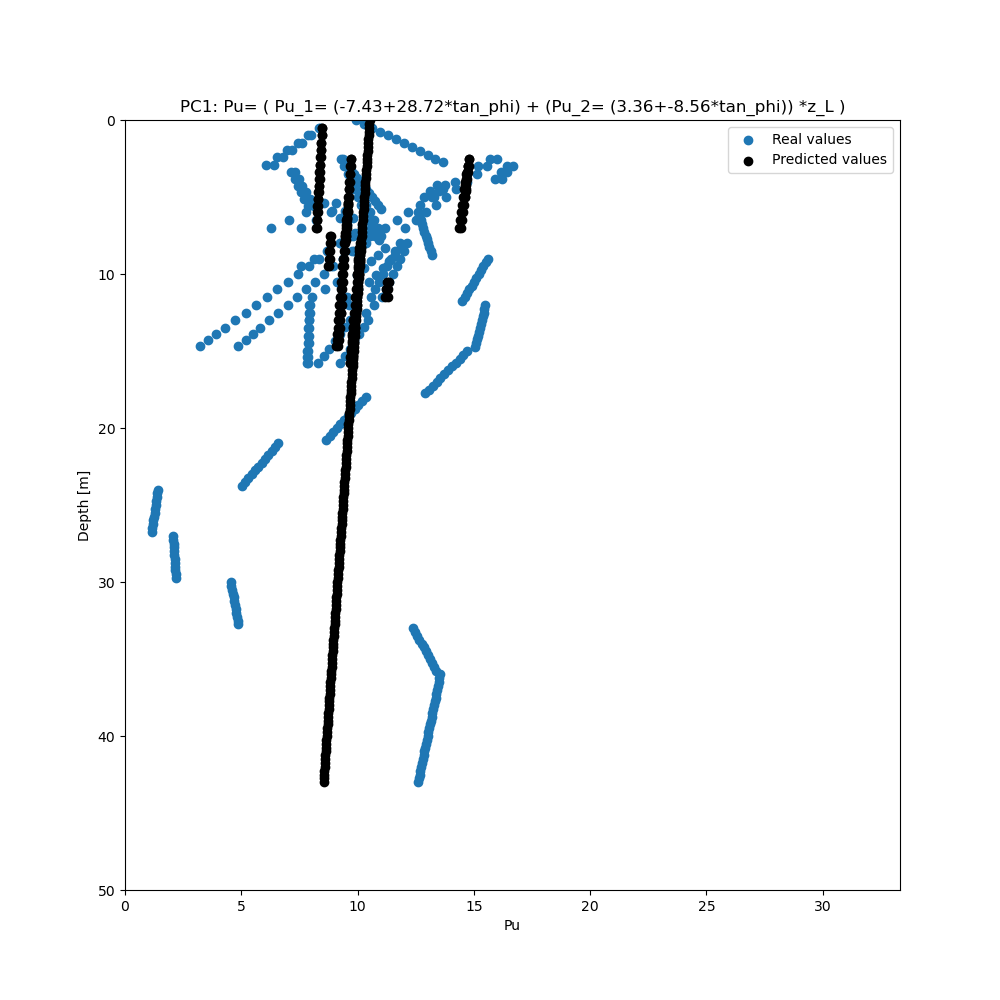 PC1: Pu= ( Pu_1= (-7.43+28.72*tan_phi) + (Pu_2= (3.36+-8.56*tan_phi)) *z_L )
Real values
Predicted values
0
10
20
30
40
50
Depth [m]
0 5 10 15 20 25 30
Pu